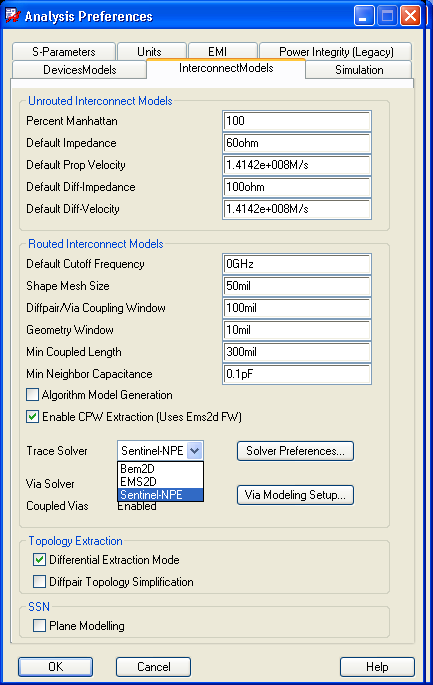 Analysis Preferences
S-Parameters Units EMI Power Integrity (Legacy)
DevicesModels InterconnectModels Simulation
Unrouted Interconnect Models
Percent Manhattan 100
Default Impedance 60ohm
Default Prop Velocity 1.4142e+008M/s
Default Diff-Impedance 100ohm
Default Diff-Velocity 1.4142e+008M/s
Routed Interconnect Models
Default Cutoff Frequency 0GHz
Shape Mesh Size 50mil
Diffpair/Via Coupling Window 100mil
Geometry Window 10mil
Min Coupled Length 300mil
Min Neighbor Capacitance 0.1pF
Algorithm Model Generation
Enable CPW Extraction (Uses Ems2d FW)
Trace Solver Sentinel-NPE Solver Preferences...
Bem2D
EMS2D
Via Solver Sentinel-NPE Via Modeling Setup...
Coupled Vias Enabled
Topology Extraction
Differential Extraction Mode
Diffpair Topology Simplification
SSN
Plane Modelling
OK Cancel Help